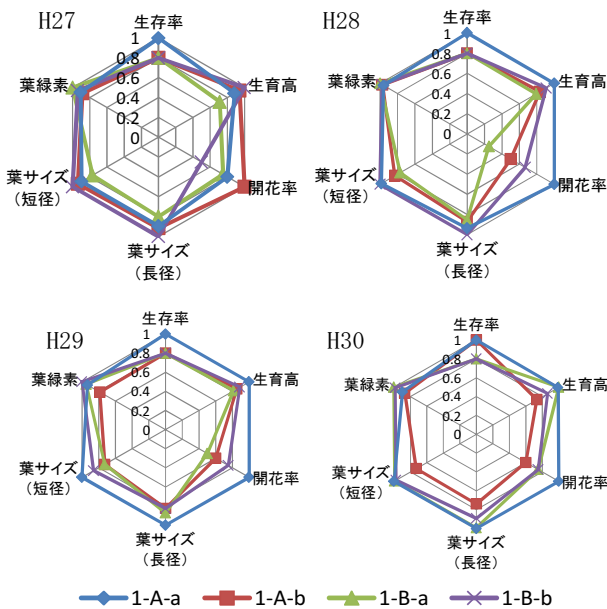 H27
生存率
1
0.8
0.6
0.4
0.2
0
生育高
開花率
葉サイズ
（長径）
葉サイズ
（短径）
葉緑素
H28
生存率
1
0.8
0.6
0.4
0.2
0
生育高
開花率
葉サイズ
（長径）
葉サイズ
（短径）
葉緑素
H29
生存率
1
0.8
0.6
0.4
0.2
0
生育高
開花率
葉サイズ
（長径）
葉サイズ
（短径）
葉緑素
H30
生存率
1
0.8
0.6
0.4
0.2
0
生育高
開花率
葉サイズ
（長径）
葉サイズ
（短径）
葉緑素
1-A-a 1-A-b 1-B-a 1-B-b